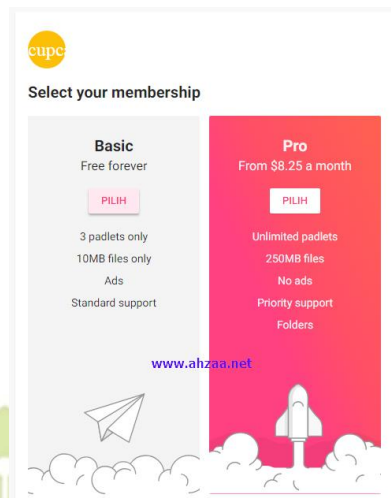 cupc
Select your membership
Basic
Free forever
PILIH
3 padlets only
10MB files only
Ads
Standard support
Pro
From $8.25 a month
PILIH
Unlimited padlets
250MB files
No ads
Priority support
Folders
www.ahzaa.net